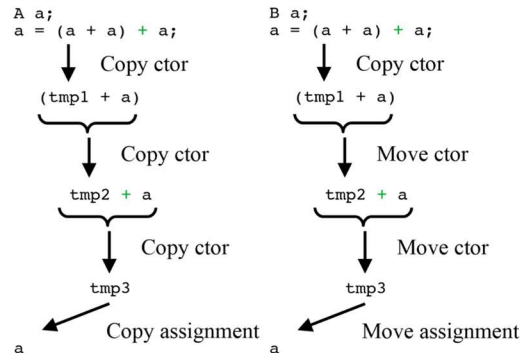 A a;
a = (a + a) + a;
Copy ctor
(tmp1 + a)
Copy ctor
tmp2 + a
Copy ctor
tmp3
Copy assignment
a
B a;
a = (a + a) + a;
Copy ctor
(tmp1 + a)
Move ctor
tmp2 + a
Move ctor
tmp3
Move assignment
a